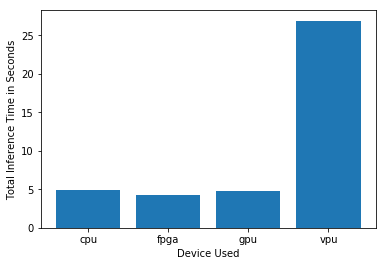 Total Inference Time in Seconds
25
20
15
10
5
0
cpu
fpga
gpu
vpu
Device Used